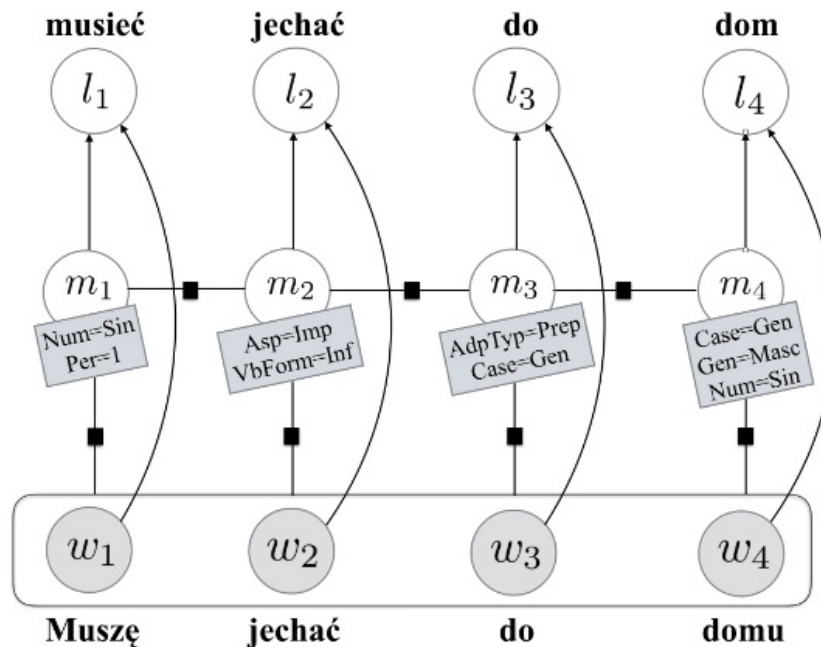 musieć jechać do dom
l₁ l₂ l₃ l₄
m₁ m₂ m₃ m₄
Num=Sin
Per=1
Asp=Imp
VbForm=Inf
AdpTyp=Prep
Case=Gen
Case=Gen
Gen=Masc
Num=Sin
w₁ w₂ w₃ w₄
Muszę jechać do domu